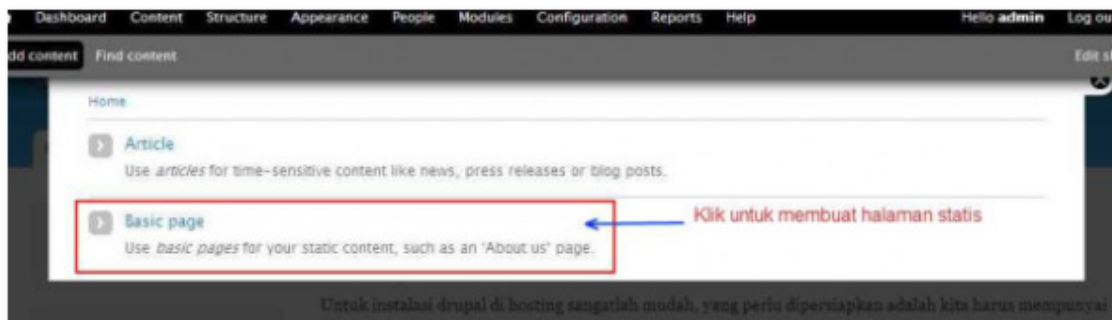 Dashboard Content Structure Appearance People Modules Configuration Reports Help Hello admin Log ou
dd content Find content Edit sh
Home
Article
Use articles for time-sensitive content like news, press releases or blog posts.
Basic page
Klik untuk membuat halaman statis
Use basic pages for your static content, such as an 'About us' page.
Untuk instalasi drupal di hosting sangatlah mudah, yang perlu dipersiapkan adalah kita harus mempunyai